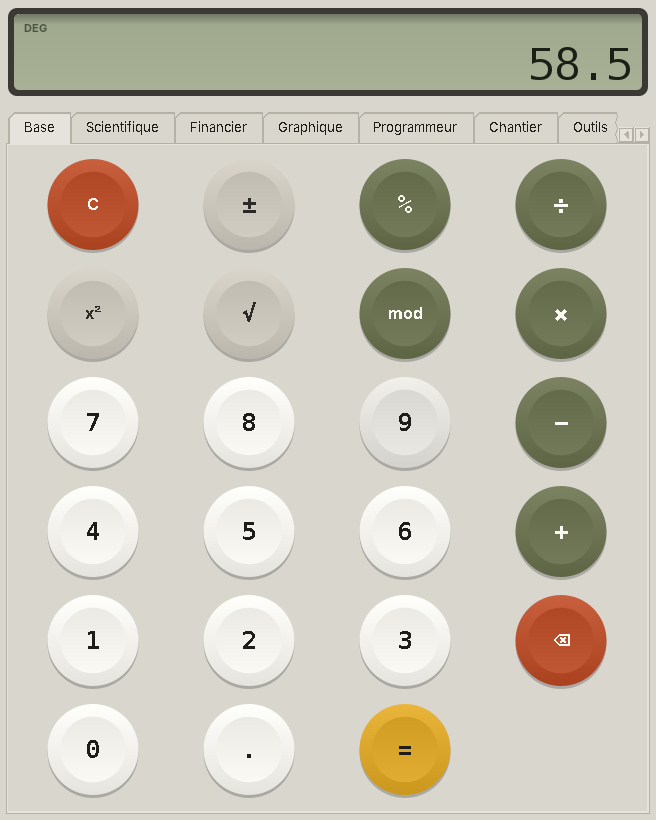 DEG
58.5
Base Scientifique Financier Graphique Programmeur Chantier Outils
C ± % ÷
x² √ mod ×
7 8 9 −
4 5 6 +
1 2 3 ⌫
0 . =